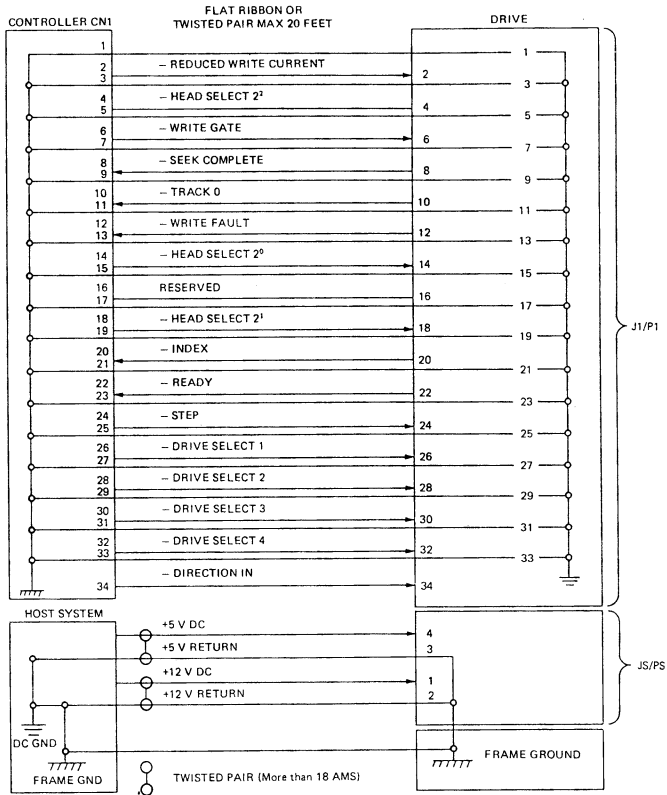 FLAT RIBBON OR
TWISTED PAIR MAX 20 FEET
CONTROLLER CN1
DRIVE
1
1
2
– REDUCED WRITE CURRENT
3
2
3
4
– HEAD SELECT 2²
5
4
5
6
– WRITE GATE
7
6
7
8
– SEEK COMPLETE
9
8
9
10
– TRACK 0
11
10
11
12
– WRITE FAULT
13
12
13
14
– HEAD SELECT 2⁰
15
14
15
16
RESERVED
17
16
17
18
– HEAD SELECT 2¹
19
18
19
J1/P1
20
– INDEX
21
20
21
22
– READY
23
22
23
24
– STEP
25
24
25
26
– DRIVE SELECT 1
27
26
27
28
– DRIVE SELECT 2
29
28
29
30
– DRIVE SELECT 3
31
30
31
32
– DRIVE SELECT 4
33
32
33
– DIRECTION IN
34
34
HOST SYSTEM
+5 V DC
4
+5 V RETURN
3
+12 V DC
1
+12 V RETURN
2
JS/PS
DC GND
FRAME GND
FRAME GROUND
TWISTED PAIR (More than 18 AMS)